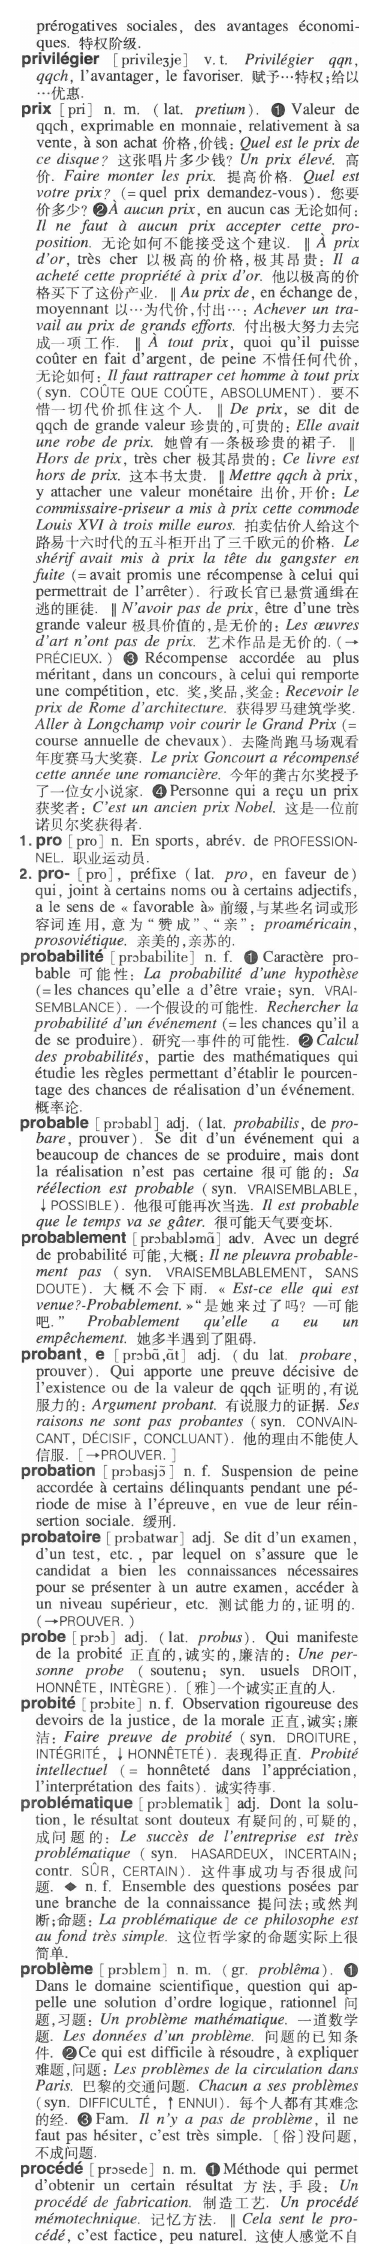 prérogatives sociales, des avantages économi-
ques. 特权阶级.
privilégier [privileʒje] v. t. Privilégier qqn,
qqch, l'avantager, le favoriser. 赋予…特权;给以
…优惠.
prix [pri] n. m. ( lat. pretium). ❶ Valeur de
qqch, exprimable en monnaie, relativement à sa
vente, à son achat 价格,价钱: Quel est le prix de
ce disque? 这张唱片多少钱? Un prix élevé. 高
价. Faire monter les prix. 提高价格. Quel est
votre prix? (= quel prix demandez-vous). 您要
价多少? ❷À aucun prix, en aucun cas 无论如何:
Il ne faut à aucun prix accepter cette pro-
position. 无论如何不能接受这个建议. ‖ À prix
d'or, très cher 以极高的价格,极其昂贵: Il a
acheté cette propriété à prix d'or. 他以极高的价
格买下了这份产业. ‖ Au prix de, en échange de,
moyennant 以…为代价,付出…: Achever un tra-
vail au prix de grands efforts. 付出极大努力去完
成一项工作. ‖ À tout prix, quoi qu'il puisse
coûter en fait d'argent, de peine 不惜任何代价,
无论如何: Il faut rattraper cet homme à tout prix
(syn. COÛTE QUE COÛTE, ABSOLUMENT). 要不
惜一切代价抓住这个人. ‖ De prix, se dit de
qqch de grande valeur 珍贵的,可贵的: Elle avait
une robe de prix. 她曾有一条极珍贵的裙子. ‖
Hors de prix, très cher 极其昂贵的: Ce livre est
hors de prix. 这本书太贵. ‖ Mettre qqch à prix,
y attacher une valeur monétaire 出价,开价: Le
commissaire-priseur a mis à prix cette commode
Louis XVI à trois mille euros. 拍卖估价人给这个
路易十六时代的五斗柜开出了三千欧元的价格. Le
shérif avait mis à prix la tête du gangster en
fuite (= avait promis une récompense à celui qui
permettrait de l'arrêter). 行政长官已悬赏通缉在
逃的匪徒. ‖ N'avoir pas de prix, être d'une très
grande valeur 极具价值的,是无价的: Les œuvres
d'art n'ont pas de prix. 艺术作品是无价的. (→
PRÉCIEUX. ) ❸ Récompense accordée au plus
méritant, dans un concours, à celui qui remporte
une compétition, etc. 奖,奖品,奖金: Recevoir le
prix de Rome d'architecture. 获得罗马建筑学奖.
Aller à Longchamp voir courir le Grand Prix (=
course annuelle de chevaux). 去隆尚跑马场观看
年度赛马大奖赛. Le prix Goncourt a récompensé
cette année une romancière. 今年的龚古尔奖授予
了一位女小说家. ❹ Personne qui a reçu un prix
获奖者: C'est un ancien prix Nobel. 这是一位前
诺贝尔奖获得者.
1. pro [pro] n. En sports, abrév. de PROFESSION-
NEL. 职业运动员.
2. pro- [pro], préfixe ( lat. pro, en faveur de)
qui, joint à certains noms ou à certains adjectifs,
a le sens de « favorable à» 前缀,与某些名词或形
容词连用, 意为“赞成”、“亲”: proaméricain,
prosoviétique. 亲美的,亲苏的.
probabilité [prɔbabilite] n. f. ❶ Caractère pro-
bable 可能性: La probabilité d'une hypothèse
(= les chances qu'elle a d'être vraie; syn. VRAI-
SEMBLANCE). 一个假设的可能性. Rechercher la
probabilité d'un événement (= les chances qu'il a
de se produire). 研究一事件的可能性. ❷ Calcul
des probabilités, partie des mathématiques qui
étudie les règles permettant d'établir le pourcen-
tage des chances de réalisation d'un événement.
概率论.
probable [prɔbabl] adj. (lat. probabilis, de pro-
bare, prouver). Se dit d'un événement qui a
beaucoup de chances de se produire, mais dont
la réalisation n'est pas certaine 很可能的: Sa
réélection est probable ( syn. VRAISEMBLABLE,
↓ POSSIBLE). 他很可能再次当选. Il est probable
que le temps va se gâter. 很可能天气要变坏.
probablement [prɔbabləmɑ̃] adv. Avec un degré
de probabilité 可能,大概: Il ne pleuvra probable-
ment pas ( syn. VRAISEMBLABLEMENT, SANS
DOUTE). 大概不会下雨. « Est-ce elle qui est
venue?-Probablement. »“是她来过了吗? —可能
吧.” Probablement qu'elle a eu un
empêchement. 她多半遇到了阻碍.
probant, e [prɔbɑ̃,ɑ̃t] adj. ( du lat. probare,
prouver). Qui apporte une preuve décisive de
l'existence ou de la valeur de qqch 证明的,有说
服力的: Argument probant. 有说服力的证据. Ses
raisons ne sont pas probantes ( syn. CONVAIN-
CANT, DÉCISIF, CONCLUANT). 他的理由不能使人
信服. [→PROUVER. ]
probation [prɔbasjɔ̃] n. f. Suspension de peine
accordée à certains délinquants pendant une pé-
riode de mise à l'épreuve, en vue de leur réin-
sertion sociale. 缓刑.
probatoire [prɔbatwar] adj. Se dit d'un examen,
d'un test, etc. , par lequel on s'assure que le
candidat a bien les connaissances nécessaires
pour se présenter à un autre examen, accéder à
un niveau supérieur, etc. 测试能力的,证明的.
(→PROUVER. )
probe [prɔb] adj. ( lat. probus). Qui manifeste
de la probité 正直的,诚实的,廉洁的: Une per-
sonne probe ( soutenu; syn. usuels DROIT,
HONNÊTE, INTÈGRE). 〔雅〕一个诚实正直的人.
probité [prɔbite] n. f. Observation rigoureuse des
devoirs de la justice, de la morale 正直,诚实;廉
洁: Faire preuve de probité ( syn. DROITURE,
INTÉGRITÉ, ↓ HONNÊTETÉ). 表现得正直. Probité
intellectuel ( = honnêteté dans l'appréciation,
l'interprétation des faits). 诚实待事.
problématique [prɔblematik] adj. Dont la solu-
tion, le résultat sont douteux 有疑问的,可疑的,
成问题的: Le succès de l'entreprise est très
problématique ( syn. HASARDEUX, INCERTAIN;
contr. SÛR, CERTAIN). 这件事成功与否很成问
题. ◆ n. f. Ensemble des questions posées par
une branche de la connaissance 提问法;或然判
断;命题: La problématique de ce philosophe est
au fond très simple. 这位哲学家的命题实际上很
简单.
problème [prɔblɛm] n. m. ( gr. problêma). ❶
Dans le domaine scientifique, question qui ap-
pelle une solution d'ordre logique, rationnel 问
题,习题: Un problème mathématique. 一道数学
题. Les données d'un problème. 问题的已知条
件. ❷Ce qui est difficile à résoudre, à expliquer
难题,问题: Les problèmes de la circulation dans
Paris. 巴黎的交通问题. Chacun a ses problèmes
(syn. DIFFICULTÉ, ↑ ENNUI). 每个人都有其难念
的经. ❸ Fam. Il n'y a pas de problème, il ne
faut pas hésiter, c'est très simple. 〔俗〕没问题,
不成问题.
procédé [prɔsede] n. m. ❶Méthode qui permet
d'obtenir un certain résultat 方法,手段: Un
procédé de fabrication. 制造工艺. Un procédé
mémotechnique. 记忆方法. ‖ Cela sent le pro-
cédé, c'est factice, peu naturel. 这使人感觉不自